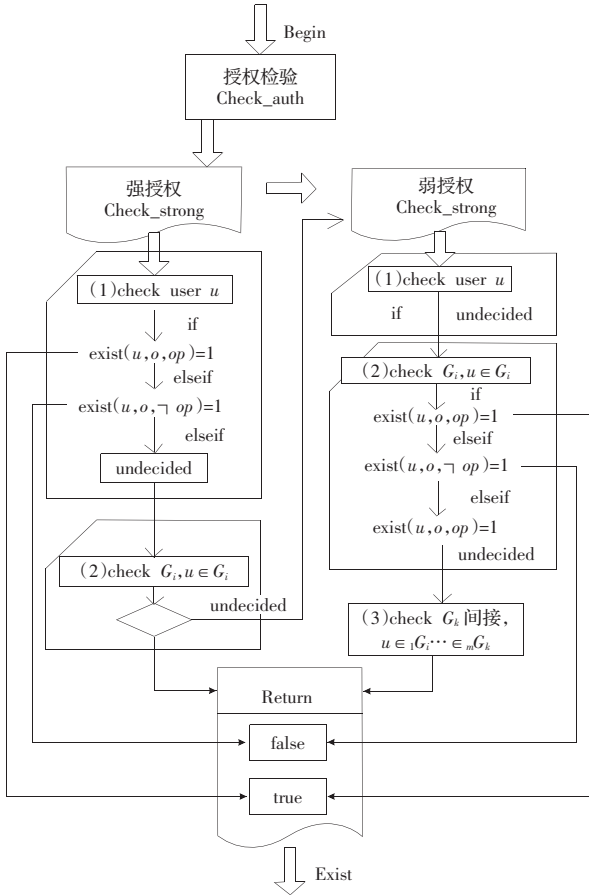 Begin
授权检验
Check_auth
强授权
Check_strong
(1)check user u
if
exist(u,o,op)=1
elseif
exist(u,o,┐op)=1
elseif
undecided
(2)check Gi,u∈Gi
undecided
弱授权
Check_strong
(1)check user u
if undecided
(2)check Gi,u∈Gi
if
exist(u,o,op)=1
elseif
exist(u,o,┐op)=1
elseif
exist(u,o,op)=1
undecided
(3)check Gk间接，
u∈1Gi…∈mGk
Return
false
true
Exist